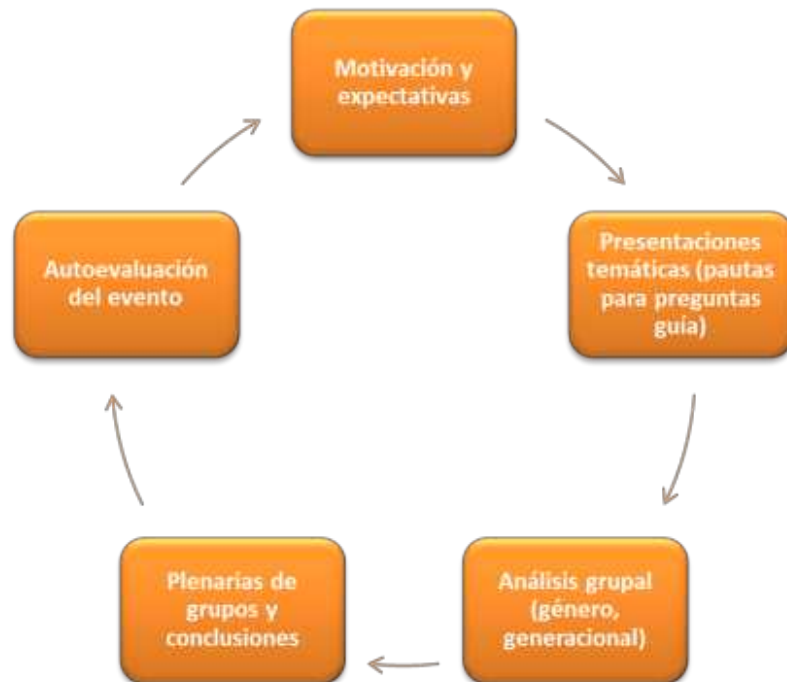 Motivación y
expectativas
Presentaciones
temáticas (pautas
para preguntas
guía)
Análisis grupal
(género,
generacional)
Plenarias de
grupos y
conclusiones
Autoevaluación
del evento